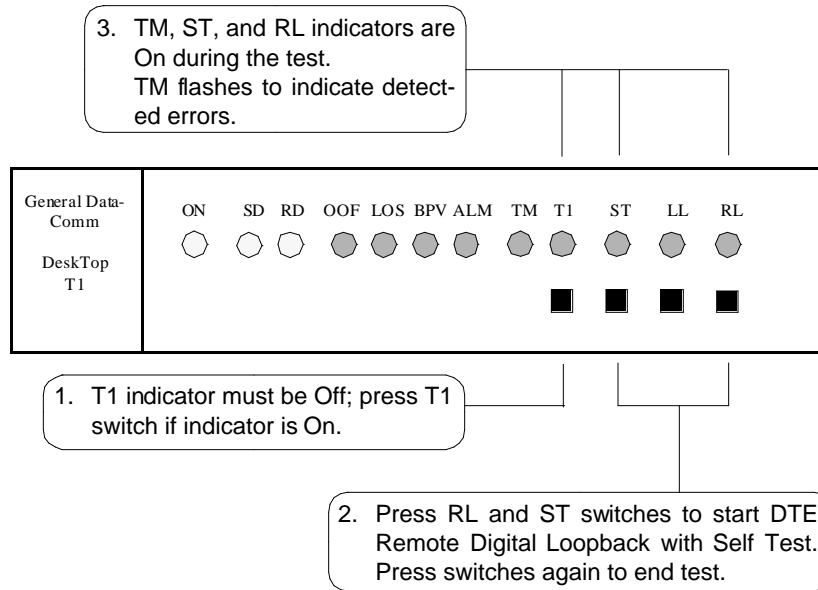 3. TM, ST, and RL indicators are
On during the test.
TM flashes to indicate detect-
ed errors.
General Data-
Comm
DeskTop
T1
ON SD RD OOF LOS BPV ALM TM T1 ST LL RL
1. T1 indicator must be Off; press T1
switch if indicator is On.
2. Press RL and ST switches to start DTE
Remote Digital Loopback with Self Test.
Press switches again to end test.